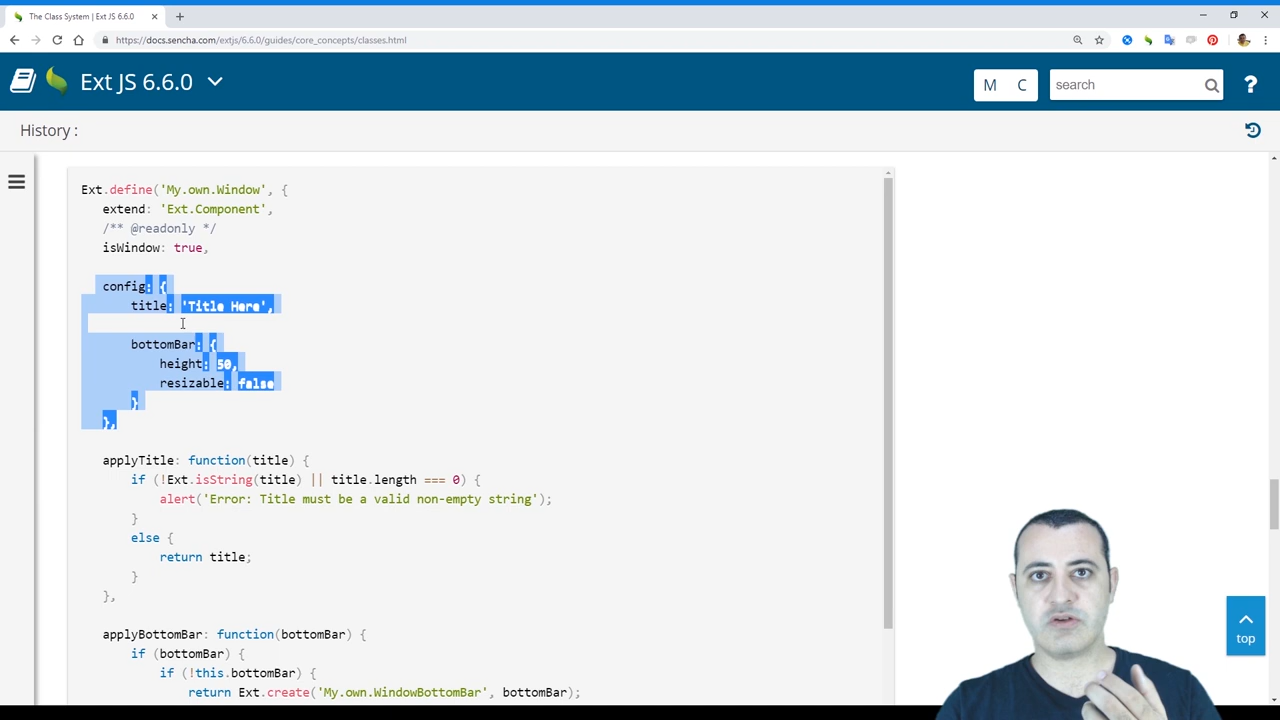 The Class System | Ext JS 6.6.0
https://docs.sencha.com/extjs/6.6.0/guides/core_concepts/classes.html
Ext JS 6.6.0
M C
search
?
History :
Ext.define('My.own.Window', {
extend: 'Ext.Component',
/** @readonly */
isWindow: true,
config: {
title: 'Title Here',
bottomBar: {
height: 50,
resizable: false
}
},
applyTitle: function(title) {
if (!Ext.isString(title) || title.length === 0) {
alert('Error: Title must be a valid non-empty string');
}
else {
return title;
}
},
applyBottomBar: function(bottomBar) {
if (bottomBar) {
if (!this.bottomBar) {
return Ext.create('My.own.WindowBottomBar', bottomBar);
top